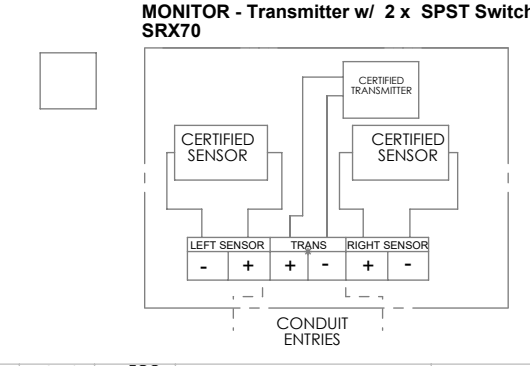 MONITOR - Transmitter w/ 2 x SPST Switch
SRX70
CERTIFIED
TRANSMITTER
CERTIFIED
SENSOR
CERTIFIED
SENSOR
LEFT SENSOR TRANS RIGHT SENSOR
- + + - + -
CONDUIT
ENTRIES